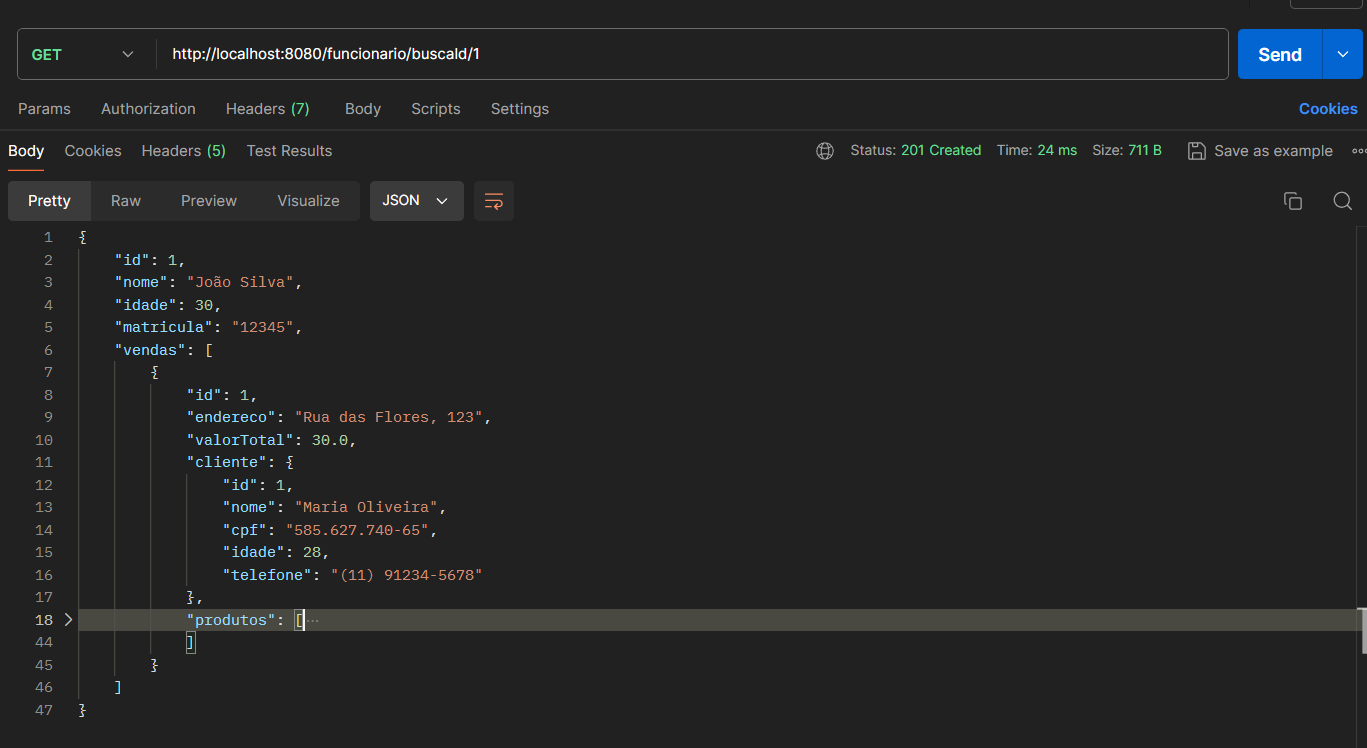 GET http://localhost:8080/funcionario/buscaId/1 Send
Params Authorization Headers (7) Body Scripts Settings Cookies
Body Cookies Headers (5) Test Results Status: 201 Created Time: 24 ms Size: 711 B Save as example
Pretty Raw Preview Visualize JSON
1 {
2 "id": 1,
3 "nome": "João Silva",
4 "idade": 30,
5 "matricula": "12345",
6 "vendas": [
7 {
8 "id": 1,
9 "endereco": "Rua das Flores, 123",
10 "valorTotal": 30.0,
11 "cliente": {
12 "id": 1,
13 "nome": "Maria Oliveira",
14 "cpf": "585.627.740-65",
15 "idade": 28,
16 "telefone": "(11) 91234-5678"
17 },
18 "produtos": [···
44 ]
45 }
46 ]
47 }